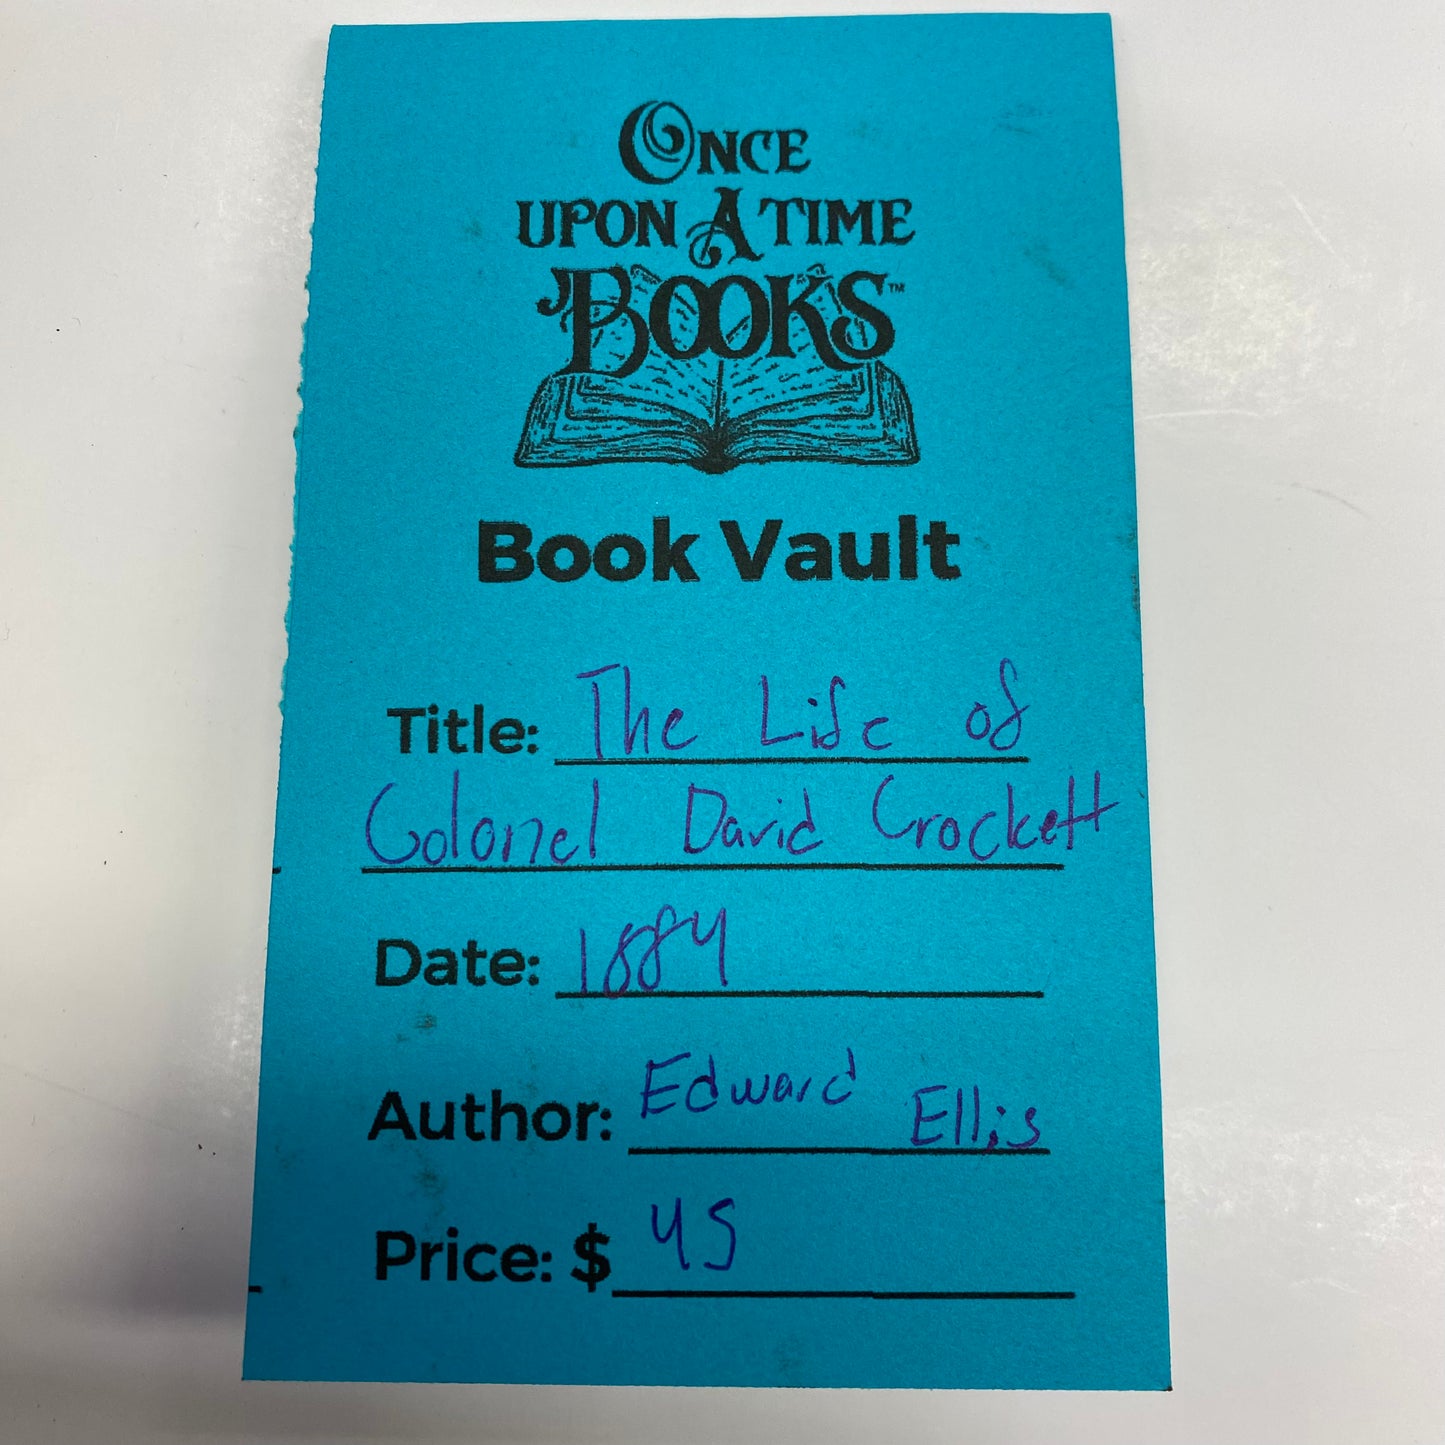 ONCE
UPON A TIME
BOOKS™
Book Vault
Title: The Life of
Colonel David Crockett
Date: 1884
Author: Edward Ellis
Price: $ 45